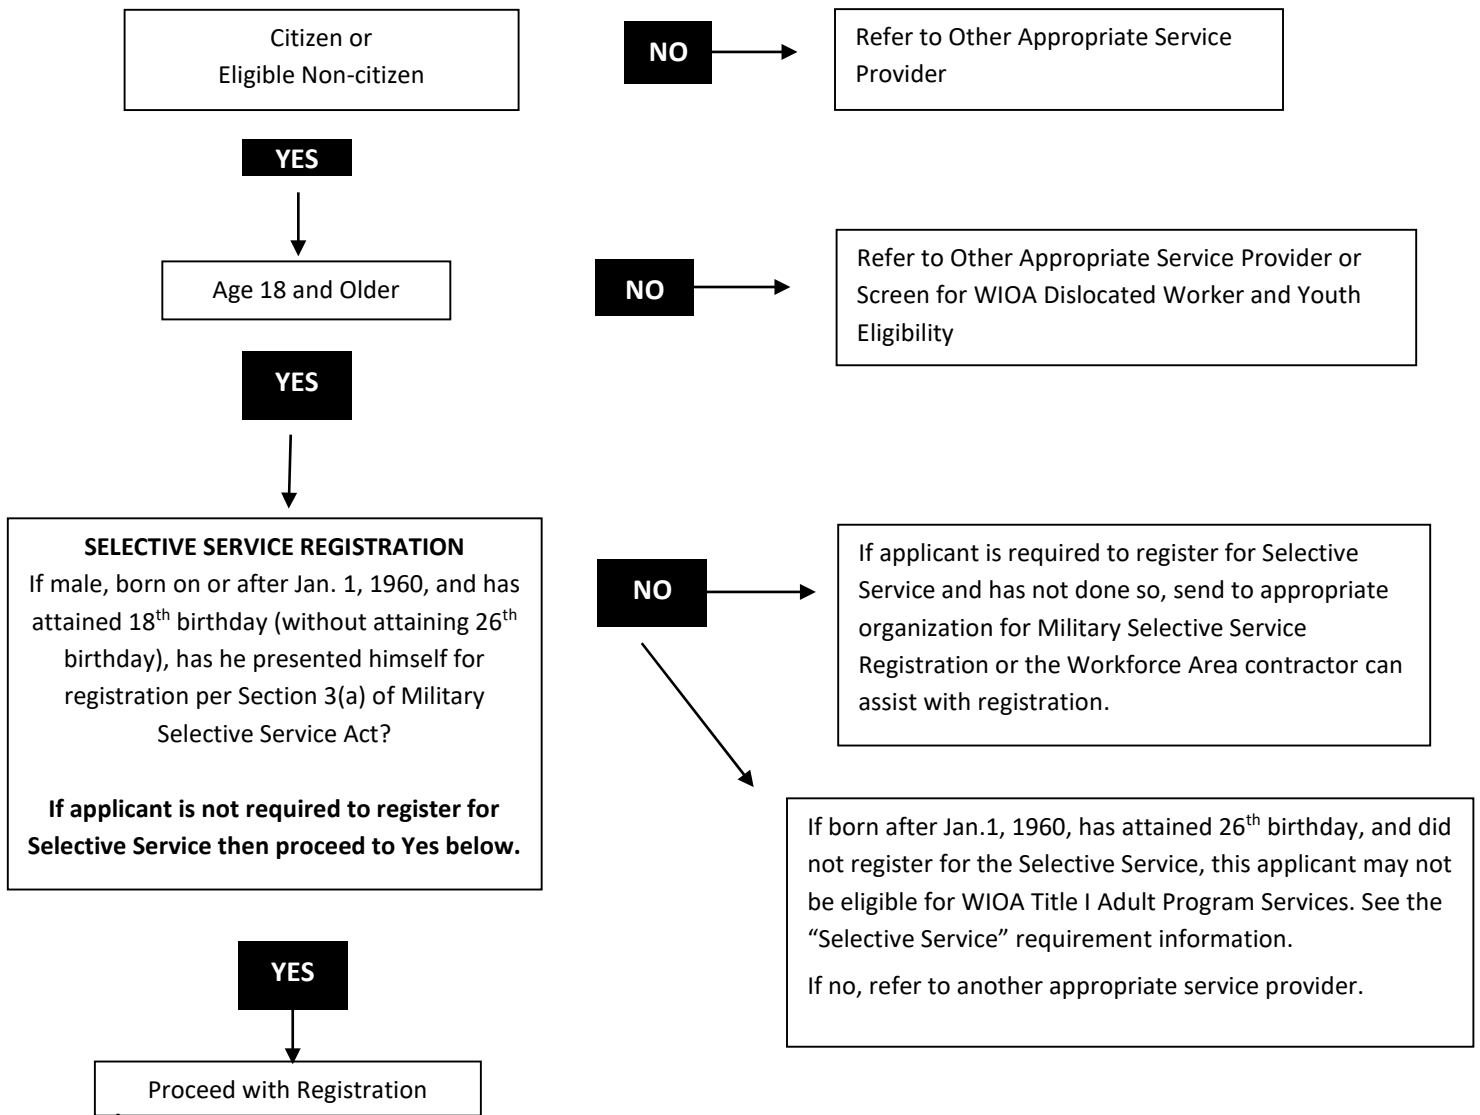 Citizen or
Eligible Non-citizen
NO
Refer to Other Appropriate Service
Provider
YES
Age 18 and Older
NO
Refer to Other Appropriate Service Provider or
Screen for WIOA Dislocated Worker and Youth
Eligibility
YES
SELECTIVE SERVICE REGISTRATION
If male, born on or after Jan. 1, 1960, and has
attained 18th birthday (without attaining 26th
birthday), has he presented himself for
registration per Section 3(a) of Military
Selective Service Act?
If applicant is not required to register for
Selective Service then proceed to Yes below.
NO
If applicant is required to register for Selective
Service and has not done so, send to appropriate
organization for Military Selective Service
Registration or the Workforce Area contractor can
assist with registration.
If born after Jan.1, 1960, has attained 26th birthday, and did
not register for the Selective Service, this applicant may not
be eligible for WIOA Title I Adult Program Services. See the
“Selective Service” requirement information.
If no, refer to another appropriate service provider.
YES
Proceed with Registration